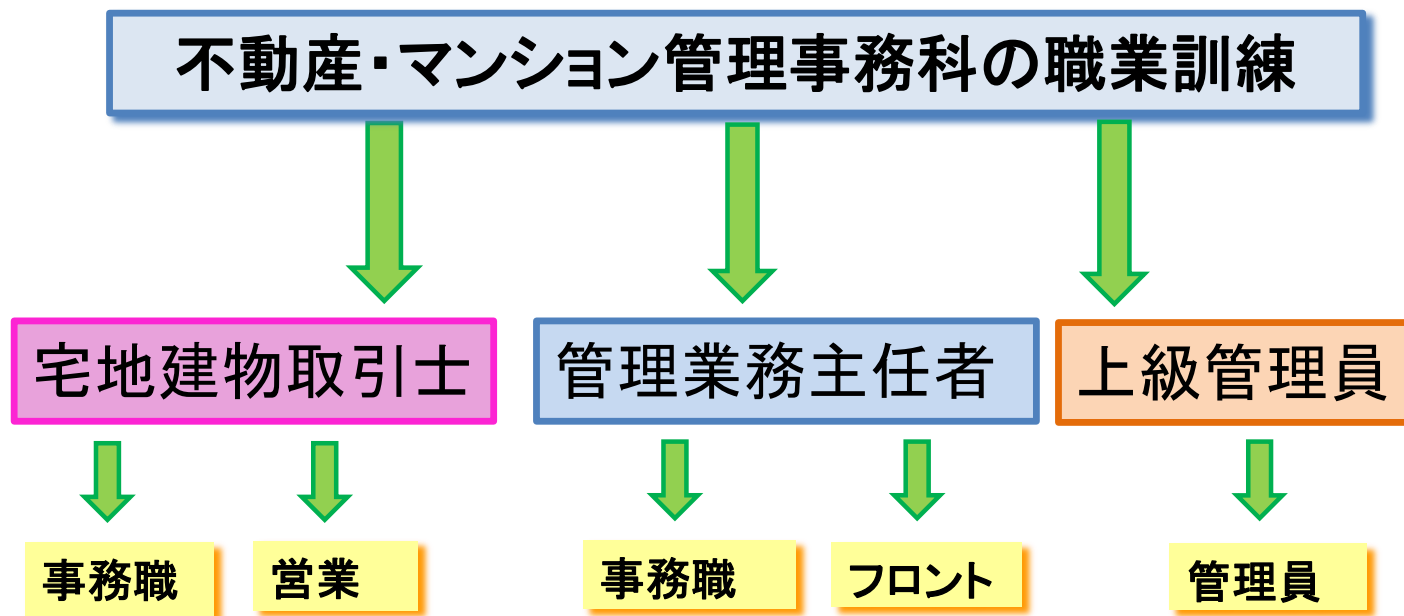 不動産・マンション管理事務科の職業訓練
宅地建物取引士
管理業務主任者
上級管理員
事務職
営業
事務職
フロント
管理員